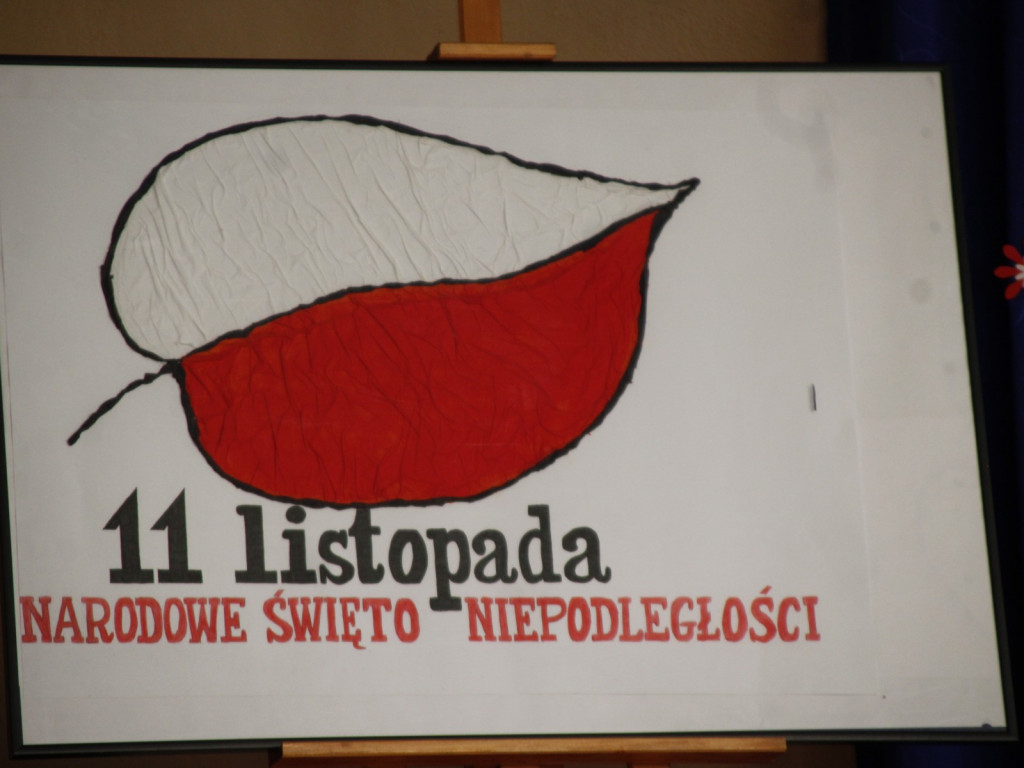 11 listopada
NARODOWE ŚWIĘTO NIEPODLEGŁOŚCI